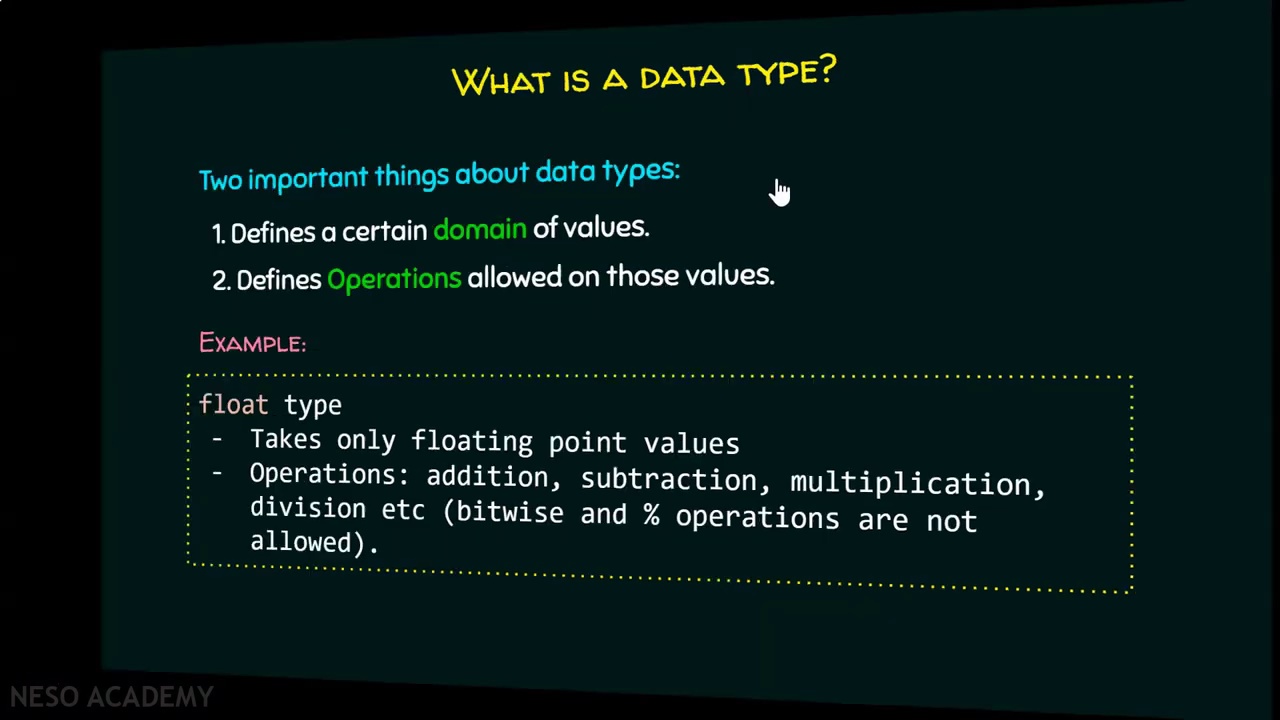 WHAT IS A DATA TYPE?
Two important things about data types:
1. Defines a certain domain of values.
2. Defines Operations allowed on those values.
EXAMPLE:
float type
- Takes only floating point values
- Operations: addition, subtraction, multiplication,
division etc (bitwise and % operations are not
allowed).
NESO ACADEMY